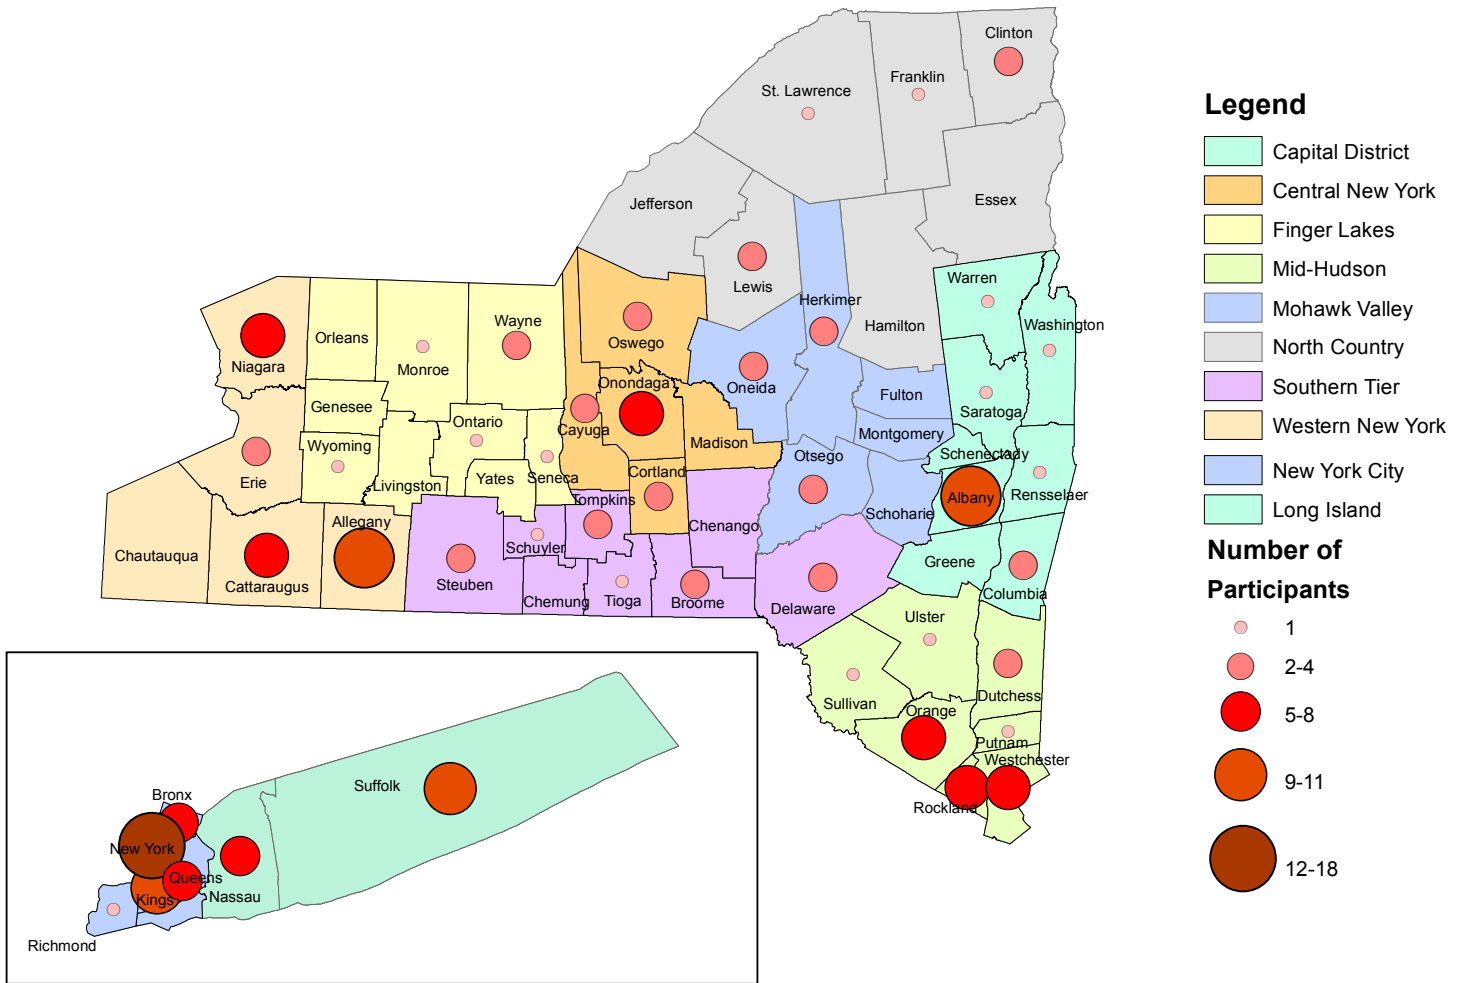 Clinton
Franklin
St. Lawrence
Legend
Capital District
Central New York
Finger Lakes
Mid-Hudson
Mohawk Valley
North Country
Southern Tier
Western New York
New York City
Long Island
Number of
Participants
1
2-4
5-8
9-11
12-18
Essex
Jefferson
Lewis
Herkimer
Hamilton
Warren
Washington
Wayne
Oswego
Orleans
Niagara
Monroe
Onondaga
Oneida
Fulton
Saratoga
Genesee
Ontario
Cayuga
Madison
Montgomery
Wyoming
Otsego
Schenectady
Erie
Livingston
Yates
Seneca
Cortland
Tompkins
Albany
Rensselaer
Schoharie
Allegany
Chenango
Chautauqua
Schuyler
Greene
Cattaraugus
Steuben
Chemung
Tioga
Broome
Delaware
Columbia
Ulster
Sullivan
Dutchess
Orange
Putnam
Westchester
Rockland
Suffolk
Bronx
New York
Queens
Nassau
Kings
Richmond